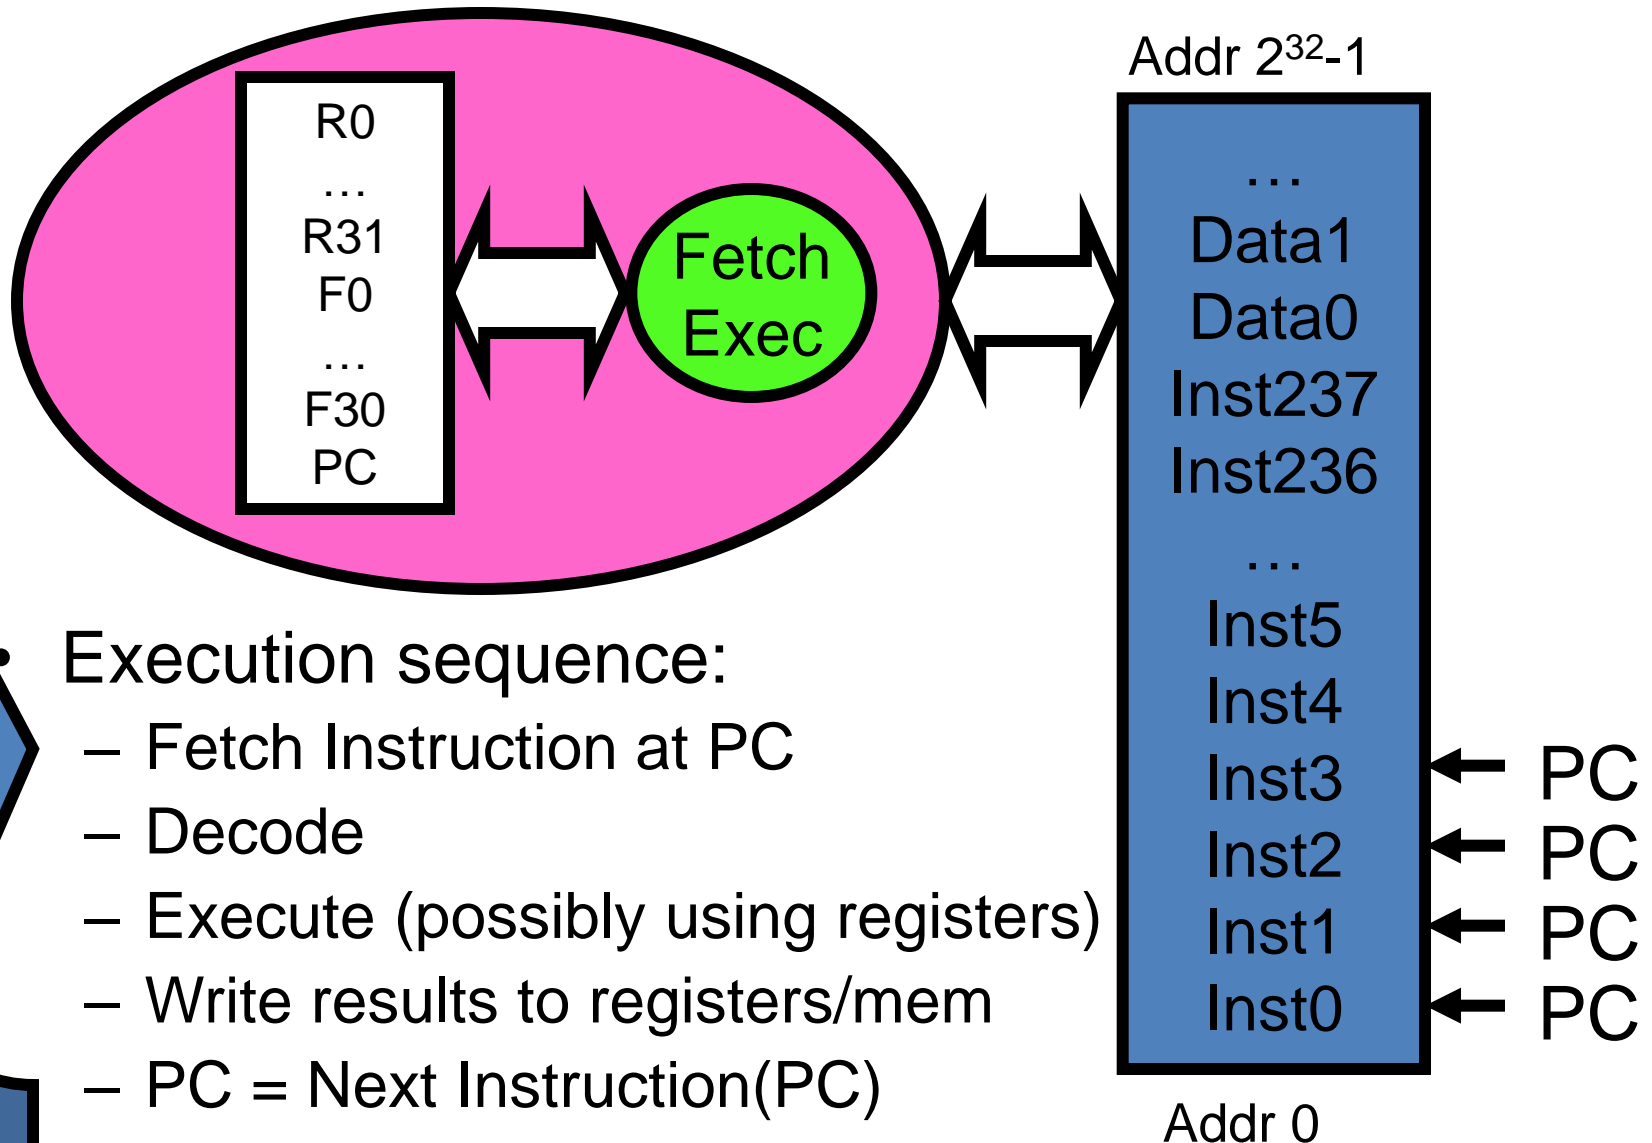 R0
…
R31
F0
…
F30
PC
Fetch
Exec
Addr 2³²-1
…
Data1
Data0
Inst237
Inst236
…
Inst5
Inst4
Inst3
Inst2
Inst1
Inst0
Addr 0
PC
PC
PC
PC
• Execution sequence:
– Fetch Instruction at PC
– Decode
– Execute (possibly using registers)
– Write results to registers/mem
– PC = Next Instruction(PC)